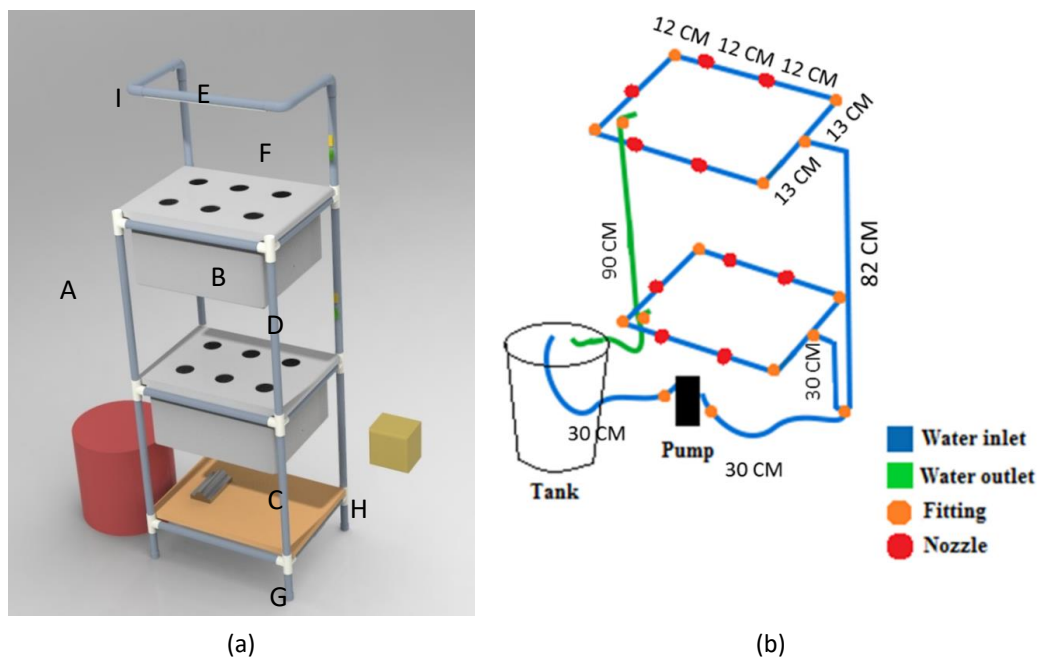 I
E
F
A
B
D
C
H
G
(a)
12 CM
12 CM
12 CM
13 CM
13 CM
90 CM
82 CM
30 CM
30 CM
Pump
30 CM
Tank
Water inlet
Water outlet
Fitting
Nozzle
(b)